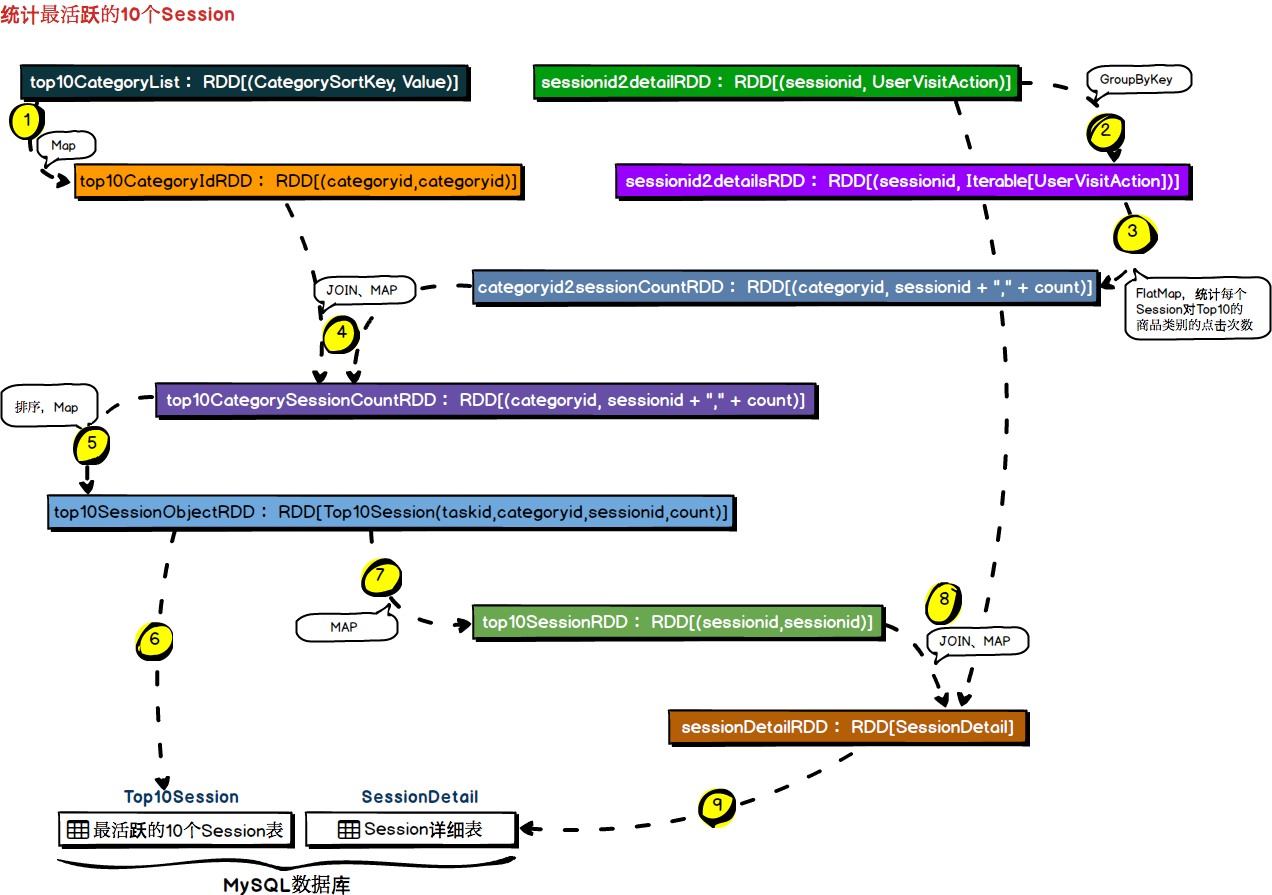 统计最活跃的10个Session
top10CategoryList： RDD[(CategorySortKey, Value)]
sessionid2detailRDD： RDD[(sessionid, UserVisitAction)]
GroupByKey
1
2
Map
top10CategoryIdRDD： RDD[(categoryid,categoryid)]
sessionid2detailsRDD： RDD[(sessionid, Iterable[UserVisitAction])]
3
JOIN、MAP
categoryid2sessionCountRDD： RDD[(categoryid, sessionid + "," + count)]
FlatMap，统计每个
Session对Top10的
商品类别的点击次数
4
top10CategorySessionCountRDD： RDD[(categoryid, sessionid + "," + count)]
排序，Map
5
top10SessionObjectRDD： RDD[Top10Session(taskid,categoryid,sessionid,count)]
7
MAP
top10SessionRDD： RDD[(sessionid,sessionid)]
8
JOIN、MAP
6
sessionDetailRDD： RDD[SessionDetail]
9
Top10Session
SessionDetail
最活跃的10个Session表
Session详细表
MySQL数据库